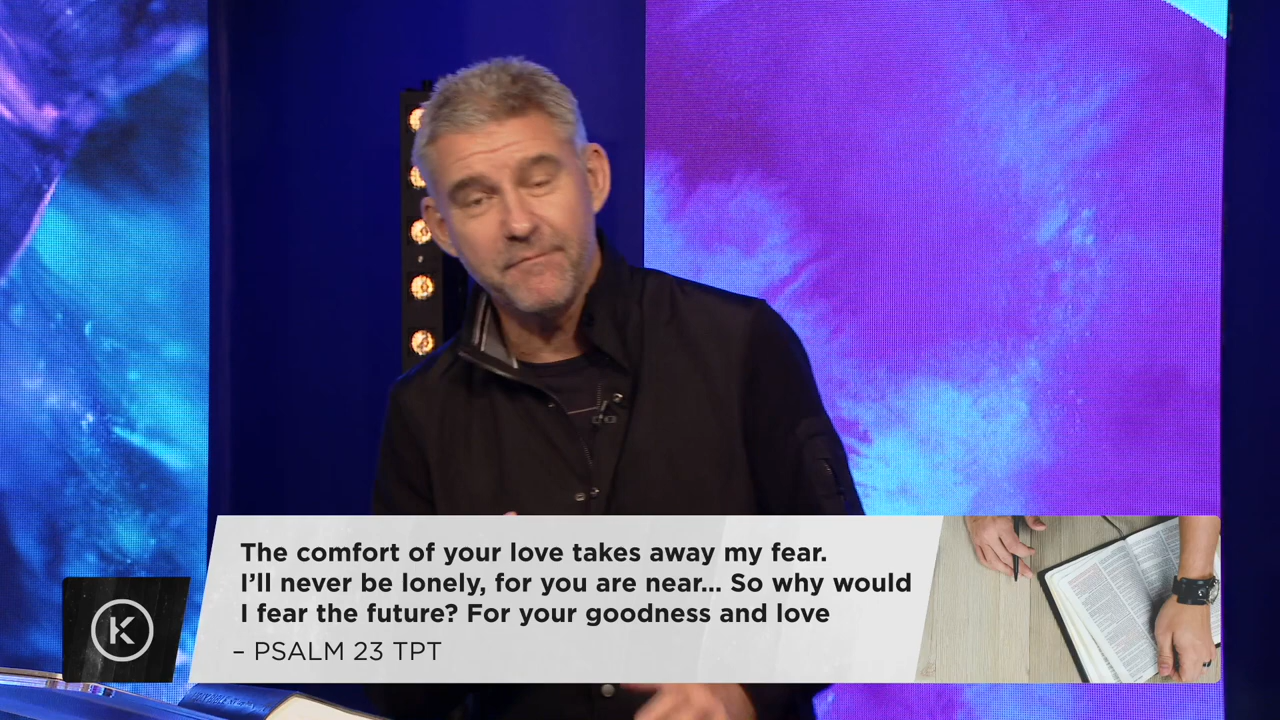 The comfort of your love takes away my fear.
I’ll never be lonely, for you are near... So why would
I fear the future? For your goodness and love
– PSALM 23 TPT
K